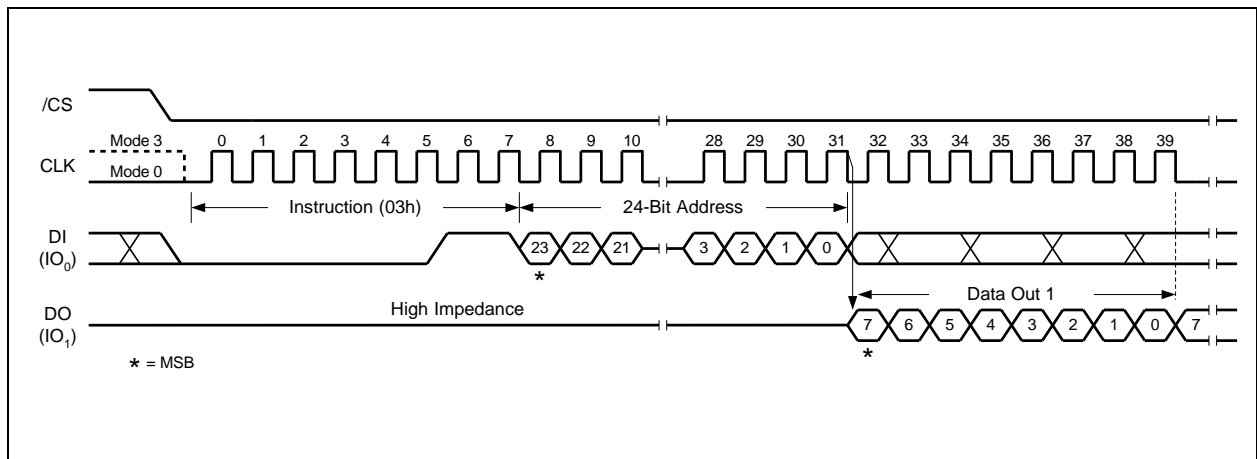 /CS
Mode 3
0 1 2 3 4 5 6 7 8 9 10 28 29 30 31 32 33 34 35 36 37 38 39
CLK
Mode 0
Instruction (03h)
24-Bit Address
DI
(IO0)
23 22 21 3 2 1 0
*
Data Out 1
DO
(IO1)
High Impedance
7 6 5 4 3 2 1 0 7
*
* = MSB